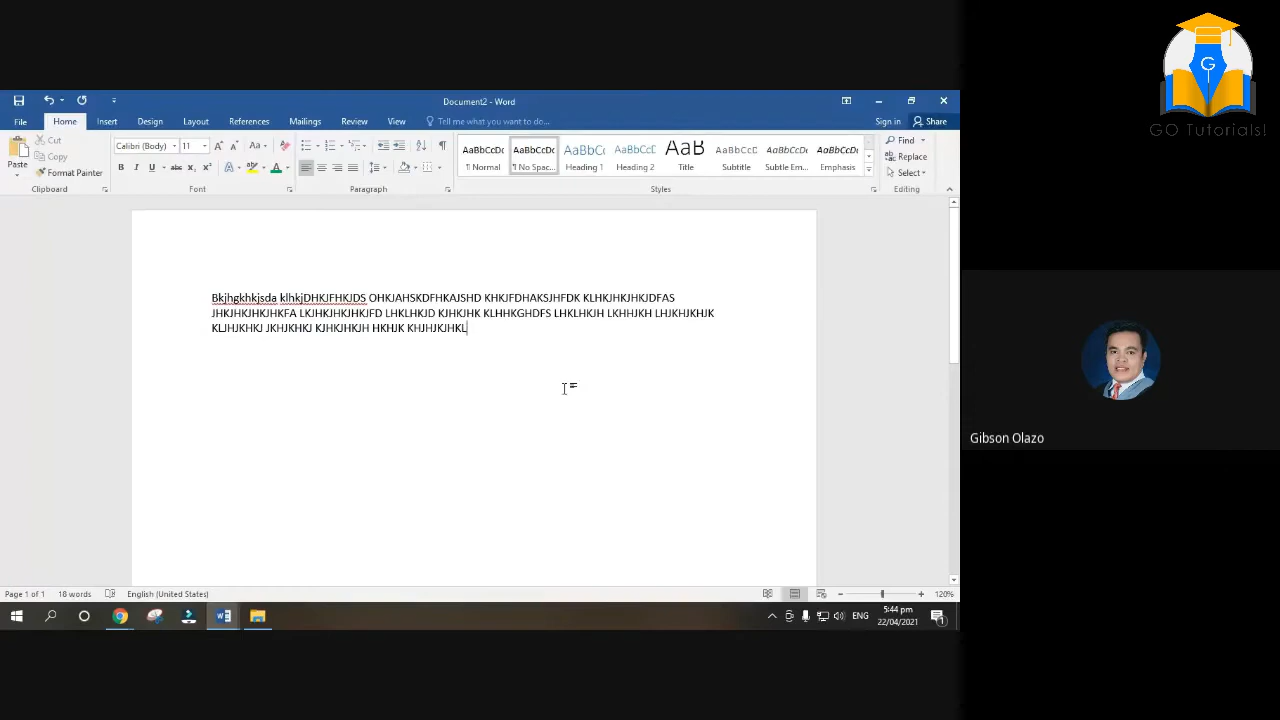 G
GO Tutorials!
Document2 - Word
File
Home
Insert
Design
Layout
References
Mailings
Review
View
Tell me what you want to do...
Sign in
Share
Paste
Cut
Copy
Format Painter
Clipboard
Calibri (Body)
11
Font
Paragraph
AaBbCcDc
¶ Normal
AaBbCcDc
¶ No Spac...
AaBbCc
Heading 1
AaBbCcD
Heading 2
AaB
Title
AaBbCcD
Subtitle
AaBbCcDc
Subtle Em...
AaBbCcDc
Emphasis
Styles
Find
Replace
Select
Editing
Bkjhgkhkjsda klhkjDHKJFHKJDS OHKJAHSKDFHKAJSHD KHKJFDHAKSJHFDK KLHKJHKJHKJDFAS
JHKJHKJHKJHKFA LKJHKJHKJHKJFD LHKLHKJD KJHKJHK KLHHKGHDFS LHKLHKJH LKHHJKH LHJKHJKHJK
KLJHJKHKJ JKHJKHKJ KJHKJHKJH HKHJK KHJHJKJHKL
Gibson Olazo
Page 1 of 1
18 words
English (United States)
120%
ENG
5:44 pm
22/04/2021